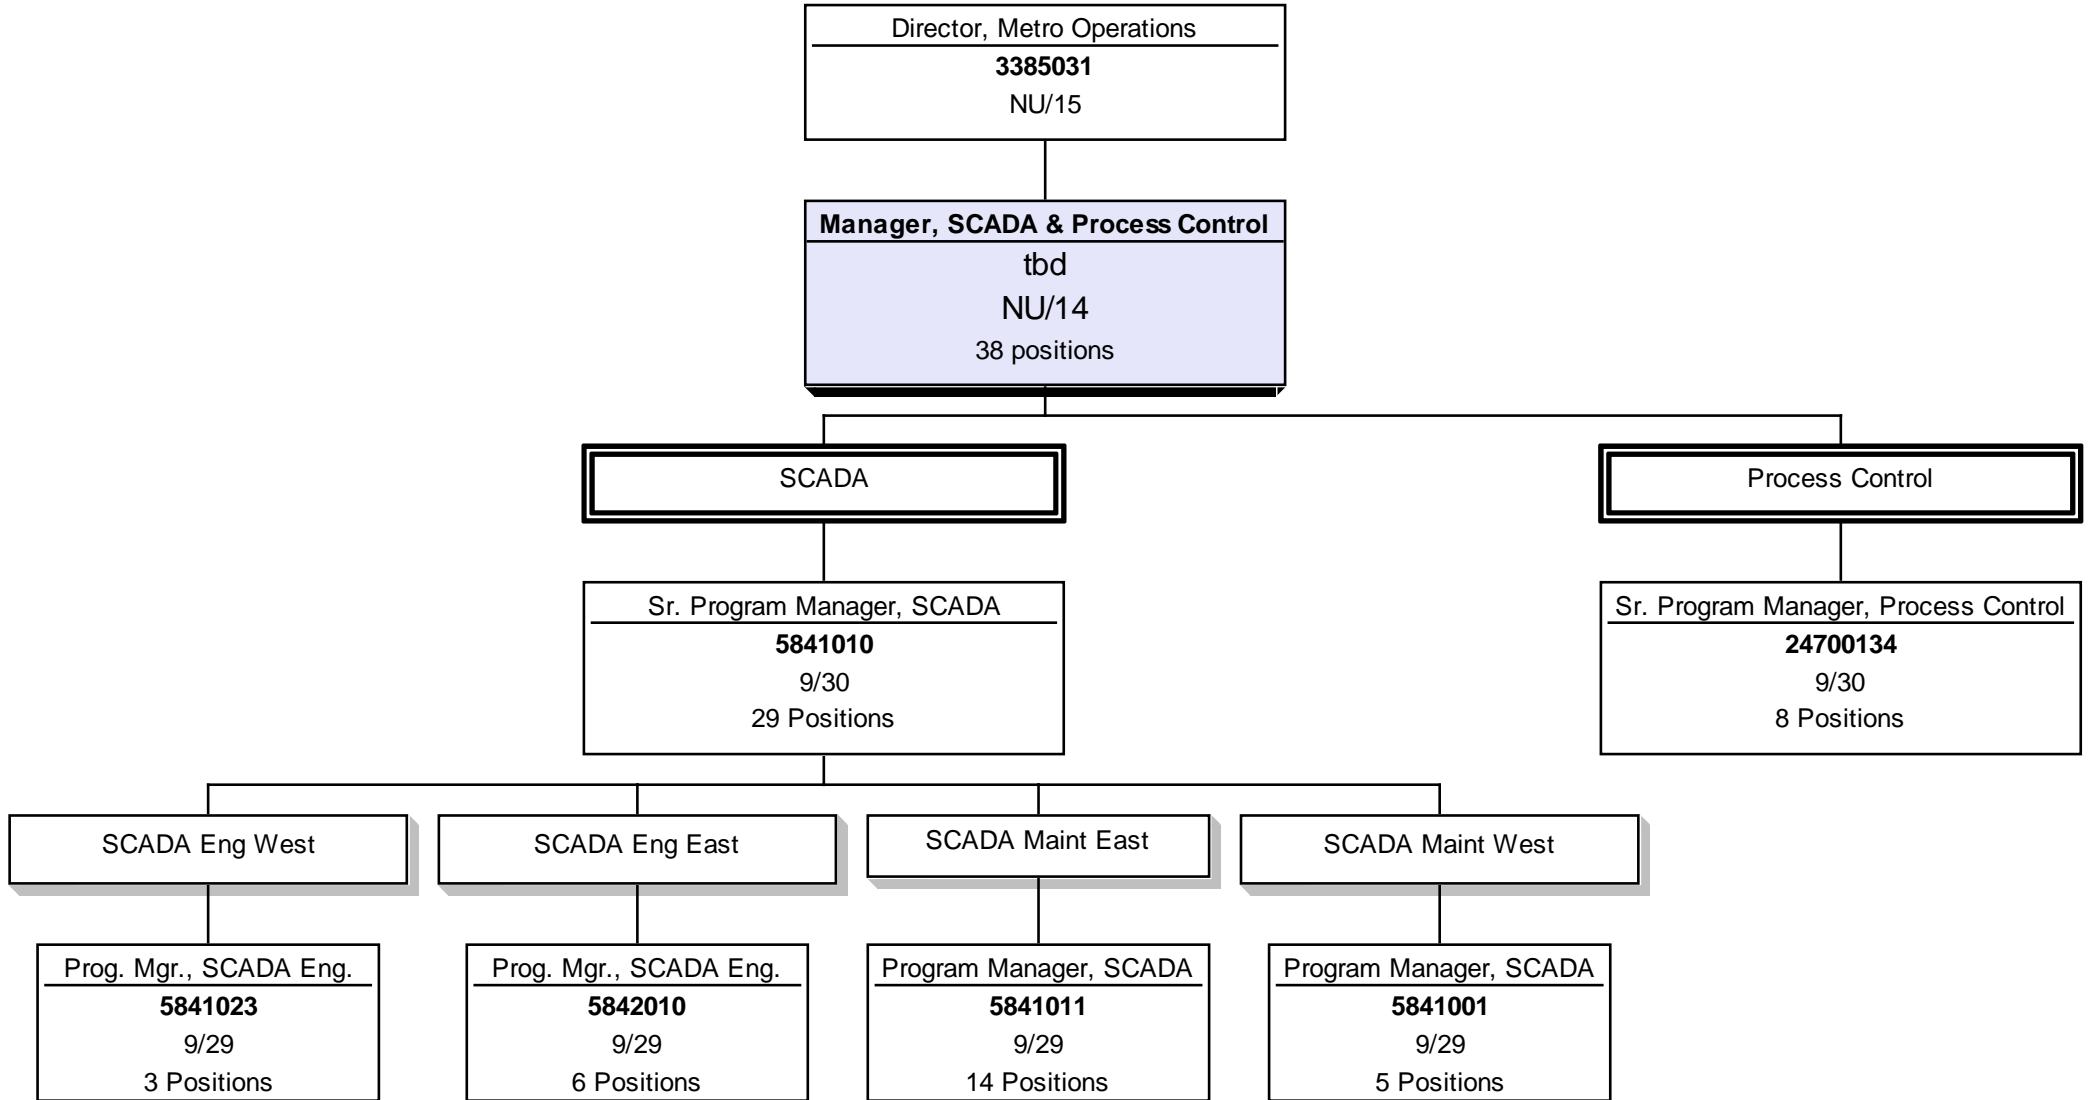 Director, Metro Operations
3385031
NU/15
Manager, SCADA & Process Control
tbd
NU/14
38 positions
SCADA
Process Control
Sr. Program Manager, SCADA
5841010
9/30
29 Positions
Sr. Program Manager, Process Control
24700134
9/30
8 Positions
SCADA Eng West
SCADA Eng East
SCADA Maint East
SCADA Maint West
Prog. Mgr., SCADA Eng.
5841023
9/29
3 Positions
Prog. Mgr., SCADA Eng.
5842010
9/29
6 Positions
Program Manager, SCADA
5841011
9/29
14 Positions
Program Manager, SCADA
5841001
9/29
5 Positions